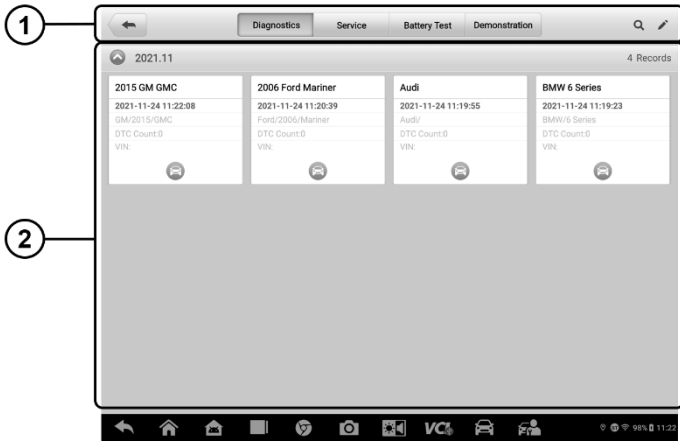 1
Diagnostics Service Battery Test Demonstration
2021.11 4 Records
2015 GM GMC
2021-11-24 11:22:08
GM/2015/GMC
DTC Count:0
VIN:
2006 Ford Mariner
2021-11-24 11:20:39
Ford/2006/Mariner
DTC Count:0
VIN:
Audi
2021-11-24 11:19:55
Audi/
DTC Count:0
VIN:
BMW 6 Series
2021-11-24 11:19:23
BMW/6 Series
DTC Count:0
VIN:
2
VCI 98% 11:22